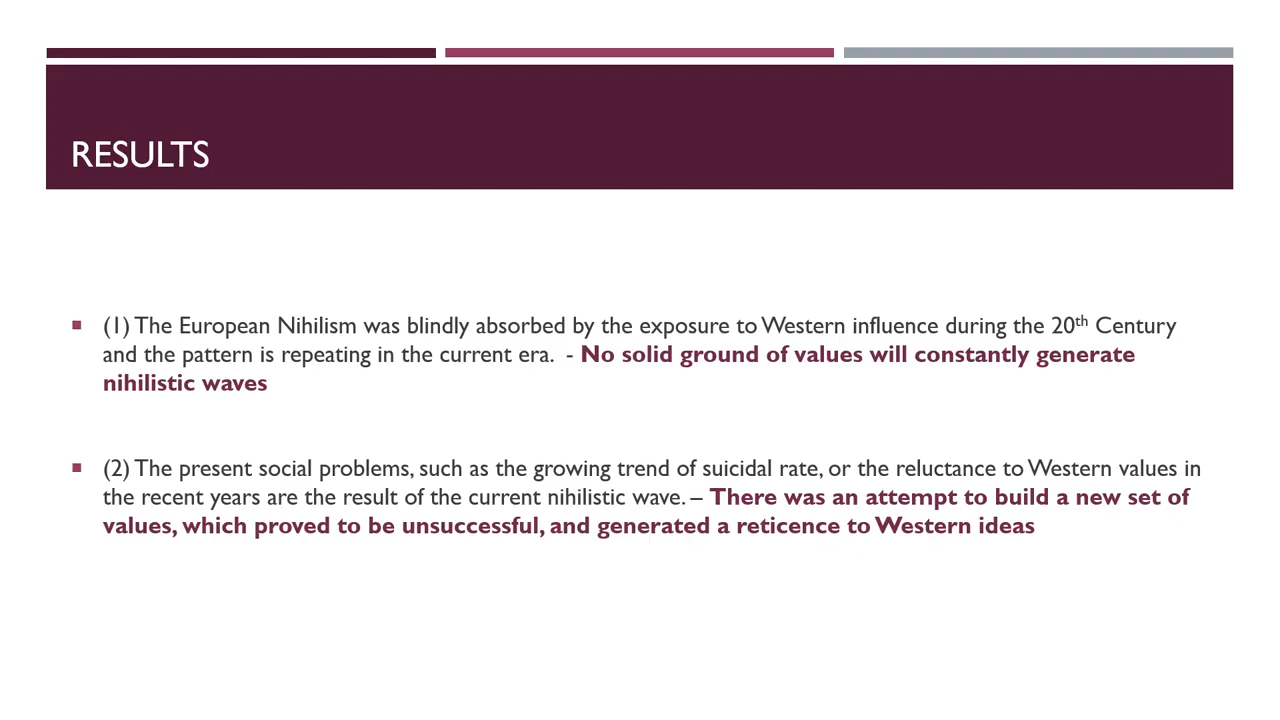 RESULTS
(1) The European Nihilism was blindly absorbed by the exposure to Western influence during the 20th Century
and the pattern is repeating in the current era.  - No solid ground of values will constantly generate
nihilistic waves
(2) The present social problems, such as the growing trend of suicidal rate, or the reluctance to Western values in
the recent years are the result of the current nihilistic wave. – There was an attempt to build a new set of
values, which proved to be unsuccessful, and generated a reticence to Western ideas